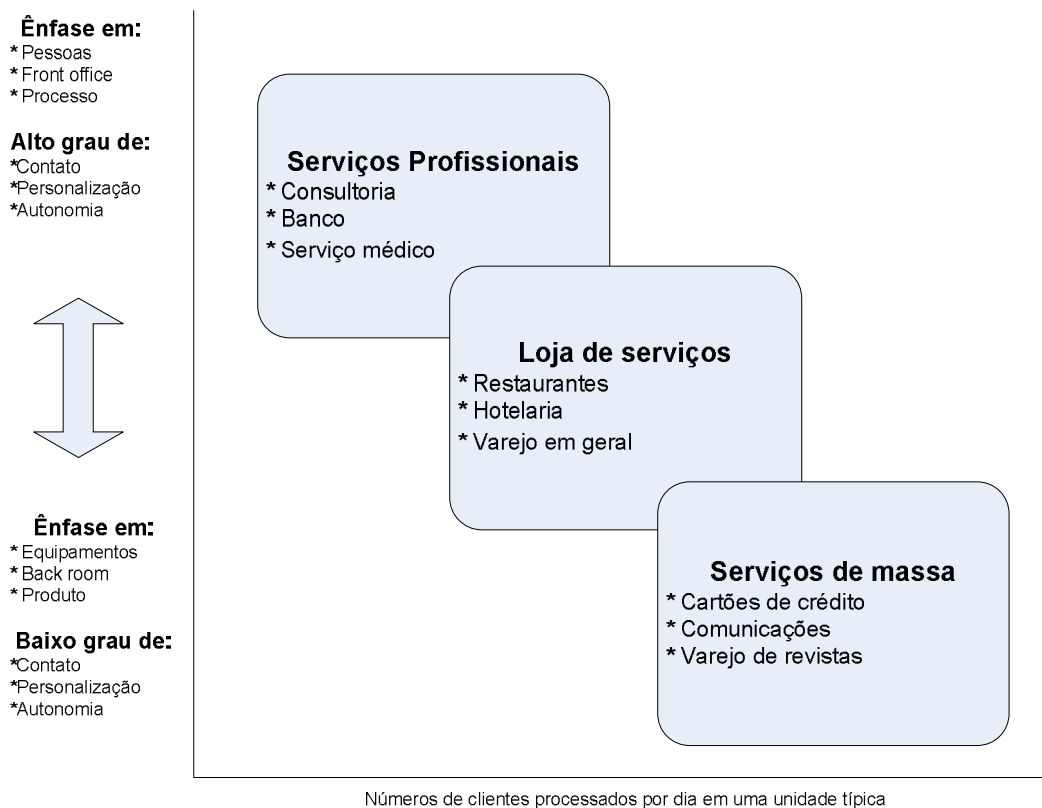 Ênfase em:
* Pessoas
* Front office
* Processo
Alto grau de:
*Contato
*Personalização
*Autonomia
Ênfase em:
* Equipamentos
* Back room
* Produto
Baixo grau de:
*Contato
*Personalização
*Autonomia
Serviços Profissionais
* Consultoria
* Banco
* Serviço médico
Loja de serviços
* Restaurantes
* Hotelaria
* Varejo em geral
Serviços de massa
* Cartões de crédito
* Comunicações
* Varejo de revistas
Números de clientes processados por dia em uma unidade típica